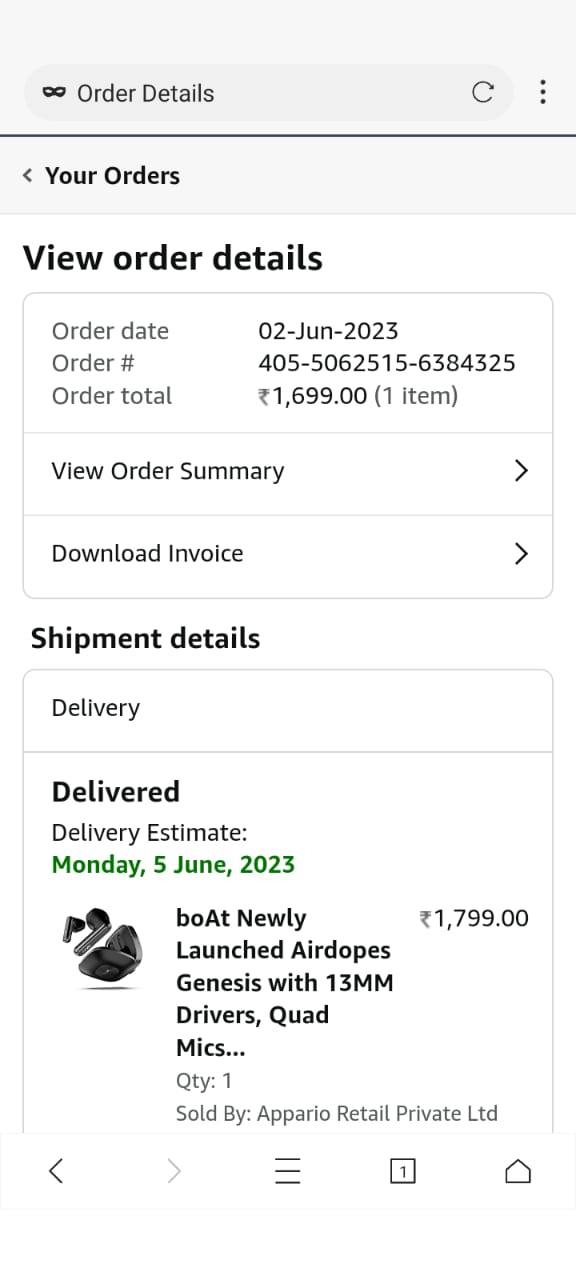 Order Details
Your Orders
View order details
Order date 02-Jun-2023
Order # 405-5062515-6384325
Order total ₹1,699.00 (1 item)
View Order Summary
Download Invoice
Shipment details
Delivery
Delivered
Delivery Estimate:
Monday, 5 June, 2023
boAt Newly ₹1,799.00
Launched Airdopes
Genesis with 13MM
Drivers, Quad
Mics...
Qty: 1
Sold By: Appario Retail Private Ltd
1